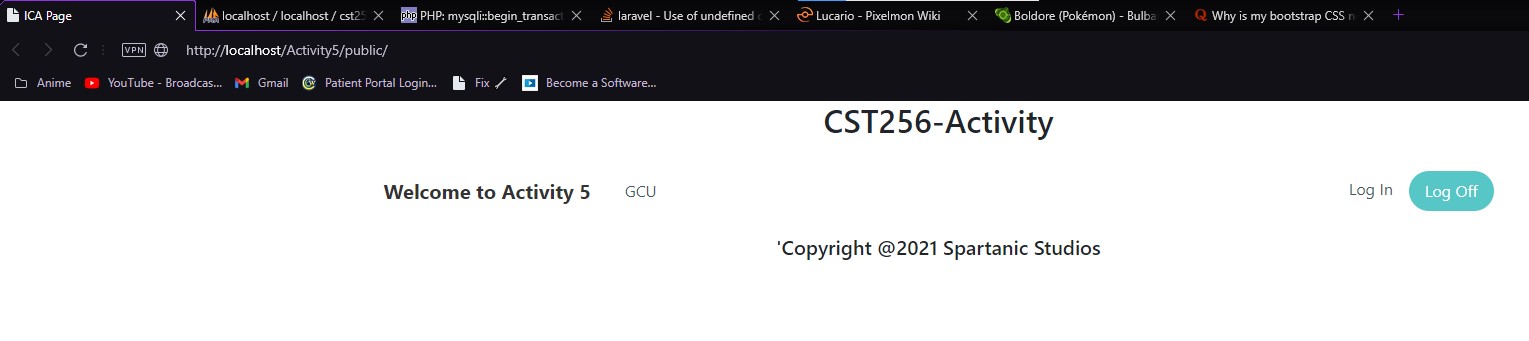 ICA Page
localhost / localhost / cst25
PHP: mysqli::begin_transact
laravel - Use of undefined c
Lucario - Pixelmon Wiki
Boldore (Pokémon) - Bulba
Why is my bootstrap CSS n
VPN http://localhost/Activity5/public/
Anime YouTube - Broadcas... Gmail Patient Portal Login... Fix Become a Software...
CST256-Activity
Welcome to Activity 5 GCU Log In Log Off
'Copyright @2021 Spartanic Studios